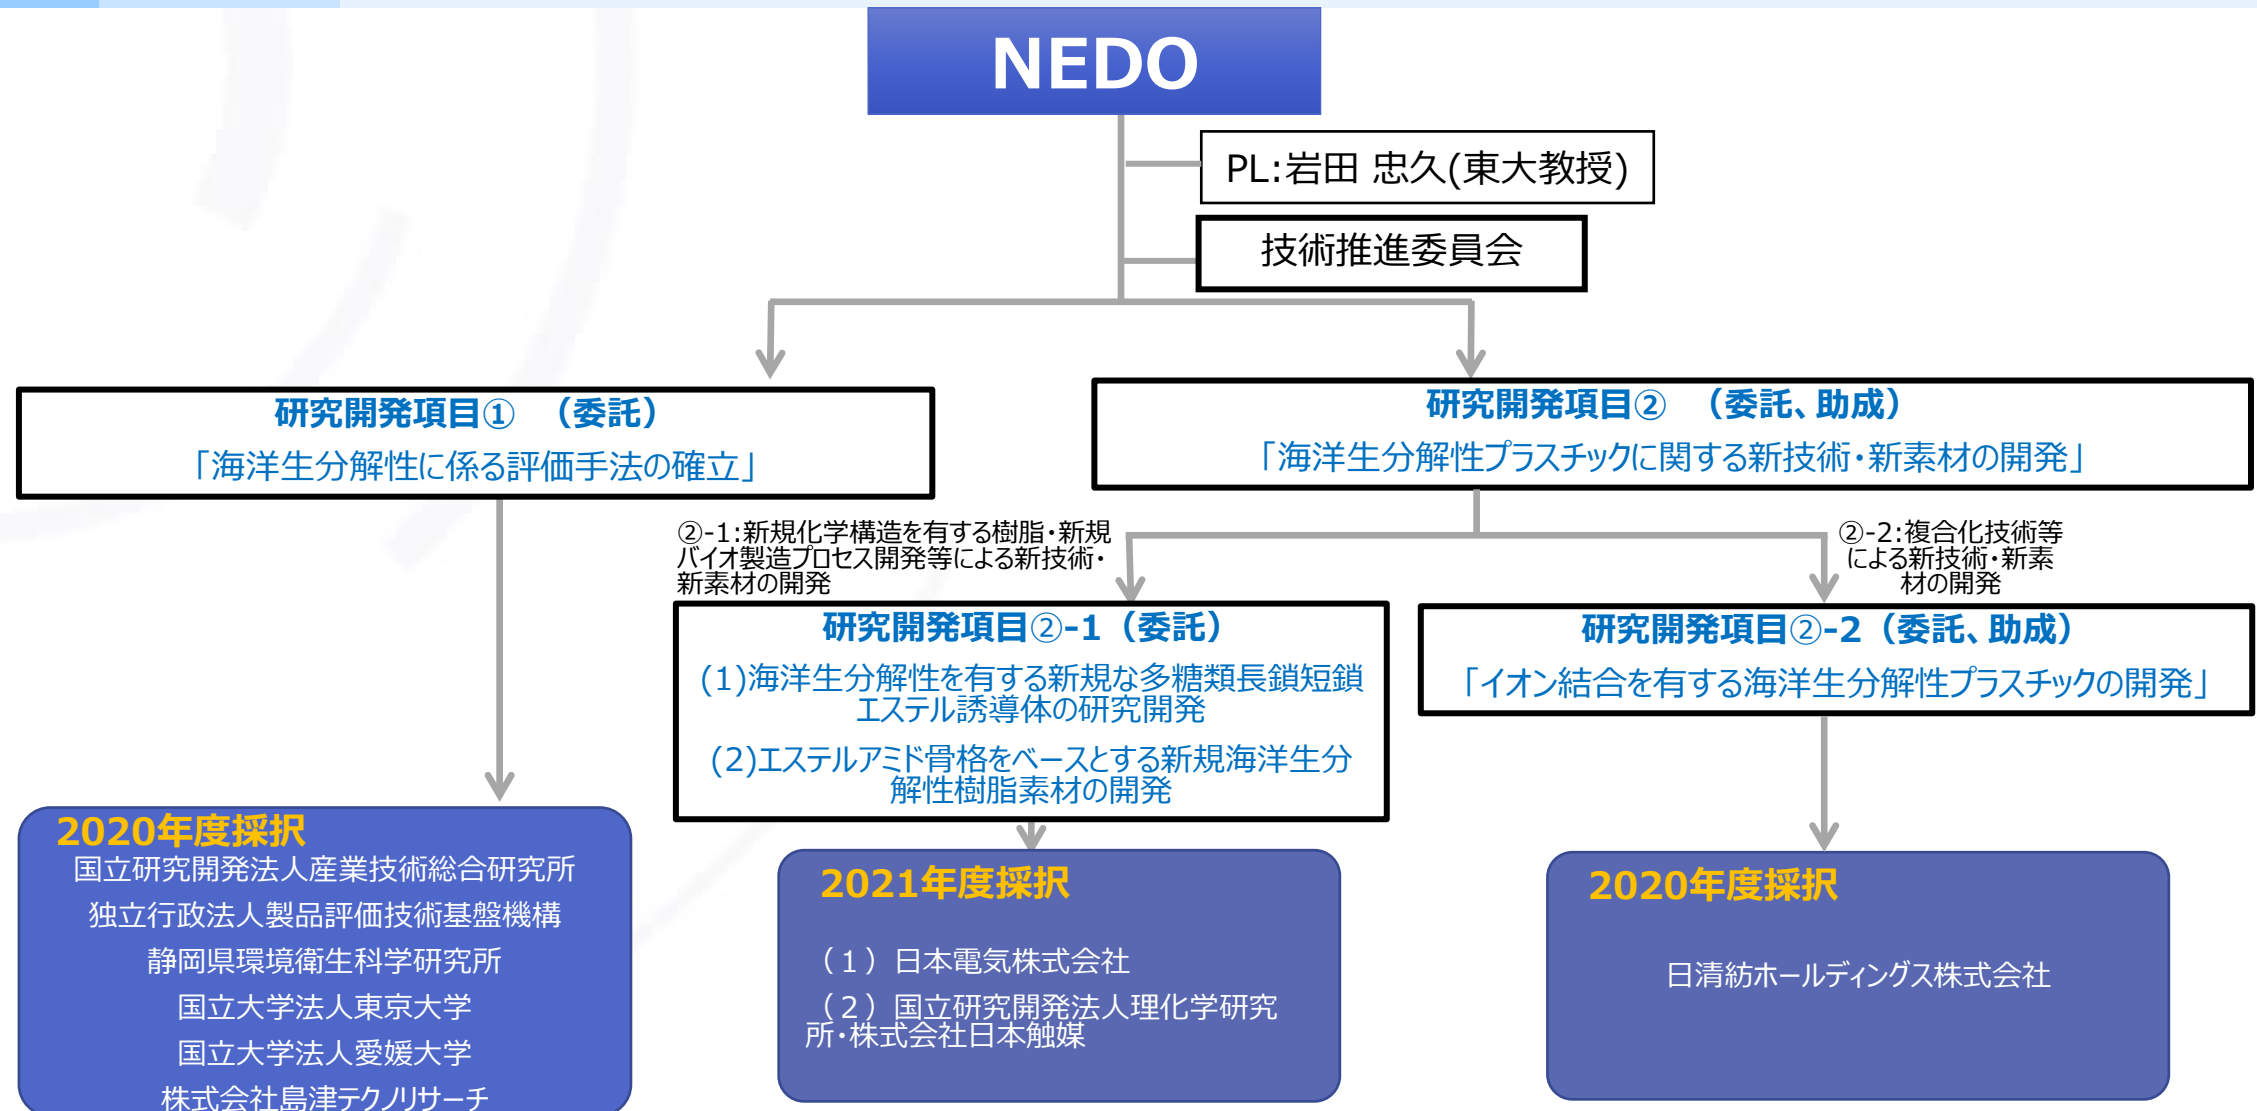 NEDO
PL:岩田 忠久(東大教授)
技術推進委員会
研究開発項目① （委託）
「海洋生分解性に係る評価手法の確立」
研究開発項目② （委託、助成）
「海洋生分解性プラスチックに関する新技術・新素材の開発」
②-1:新規化学構造を有する樹脂・新規
バイオ製造プロセス開発等による新技術・
新素材の開発
②-2:複合化技術等
による新技術・新素
材の開発
研究開発項目②-1（委託）
(1)海洋生分解性を有する新規な多糖類長鎖短鎖
エステル誘導体の研究開発
(2)エステルアミド骨格をベースとする新規海洋生分
解性樹脂素材の開発
研究開発項目②-2（委託、助成）
「イオン結合を有する海洋生分解性プラスチックの開発」
2020年度採択
国立研究開発法人産業技術総合研究所
独立行政法人製品評価技術基盤機構
静岡県環境衛生科学研究所
国立大学法人東京大学
国立大学法人愛媛大学
株式会社島津テクノリサーチ
2021年度採択
（１）日本電気株式会社
（２）国立研究開発法人理化学研究
所・株式会社日本触媒
2020年度採択
日清紡ホールディングス株式会社